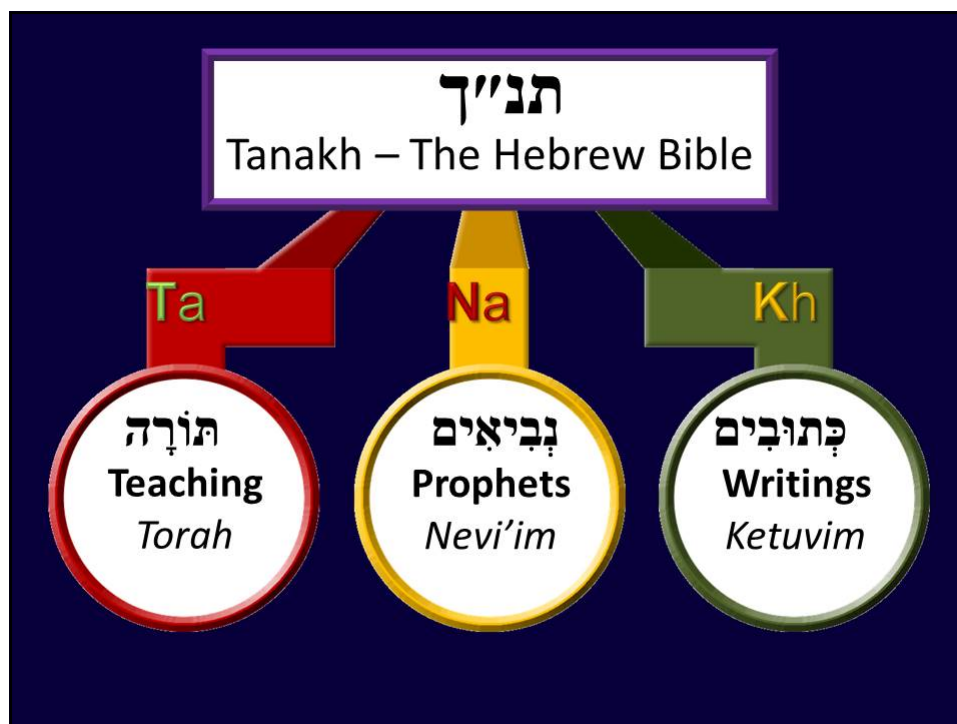 תנ״ך
Tanakh – The Hebrew Bible
Ta
Na
Kh
תּוֹרָה
Teaching
Torah
נְבִיאִים
Prophets
Nevi’im
כְּתוּבִים
Writings
Ketuvim